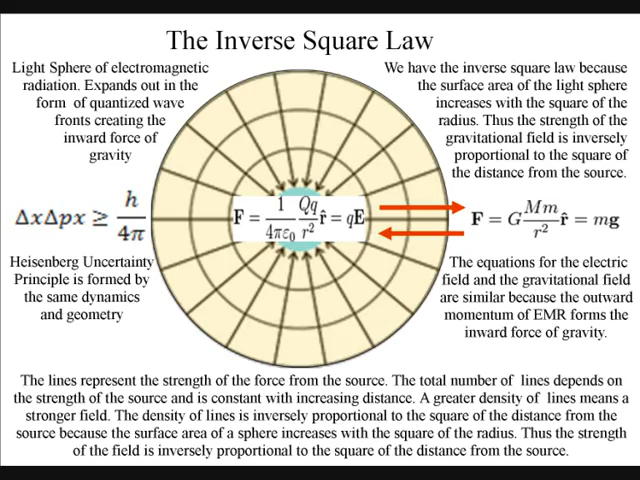 The Inverse Square Law
Light Sphere of electromagnetic
radiation. Expands out in the
form of quantized wave
fronts creating the
inward force of
gravity
We have the inverse square law because
the surface area of the light sphere
increases with the square of the
radius. Thus the strength of the
gravitational field is inversely
proportional to the square of
the distance from the source.
ΔxΔpx ≥ h/4π
F = 1/4πε₀ Qq/r² r̂ = qE
F = G Mm/r² r̂ = mg
Heisenberg Uncertainty
Principle is formed by
the same dynamics
and geometry
The equations for the electric
field and the gravitational field
are similar because the outward
momentum of EMR forms the
inward force of gravity.
The lines represent the strength of the force from the source. The total number of lines depends on
the strength of the source and is constant with increasing distance. A greater density of lines means a
stronger field. The density of lines is inversely proportional to the square of the distance from the
source because the surface area of a sphere increases with the square of the radius. Thus the strength
of the field is inversely proportional to the square of the distance from the source.